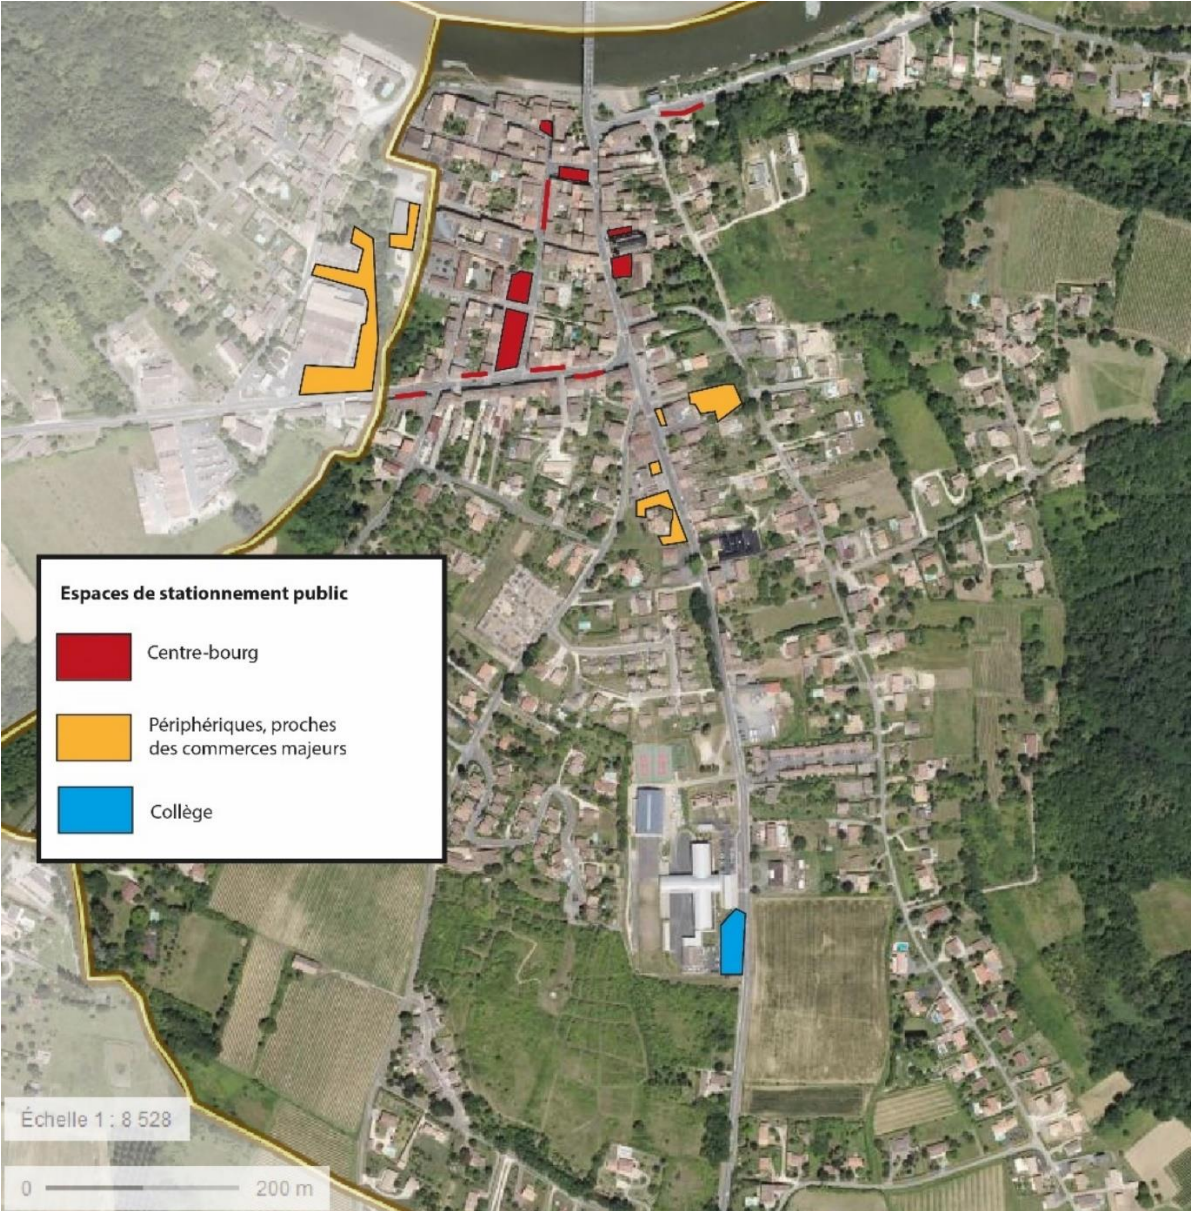 Espaces de stationnement public
Centre-bourg
Périphériques, proches
des commerces majeurs
Collège
Échelle 1 : 8 528
0 200 m